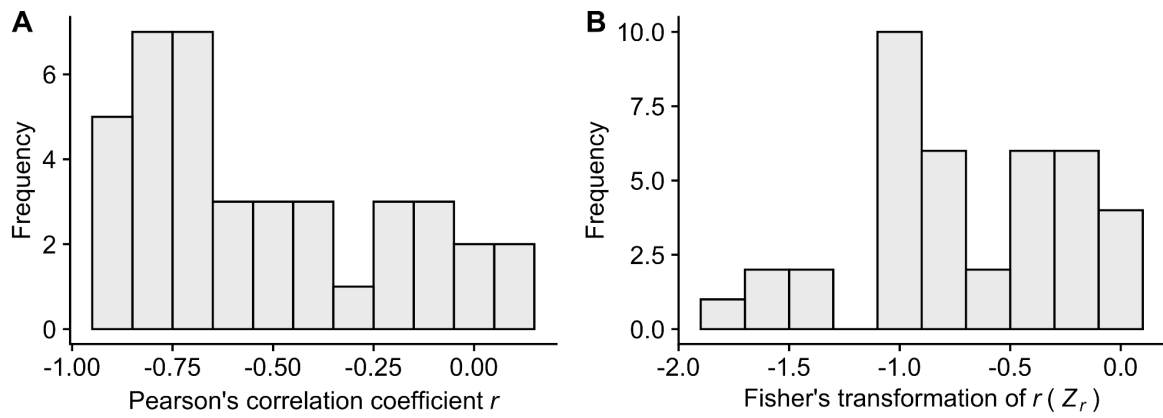 A
Frequency
6
4
2
0
-1.00 -0.75 -0.50 -0.25 0.00
Pearson's correlation coefficient r
B
Frequency
10.0
7.5
5.0
2.5
0.0
-2.0 -1.5 -1.0 -0.5 0.0
Fisher's transformation of r ( Zr )